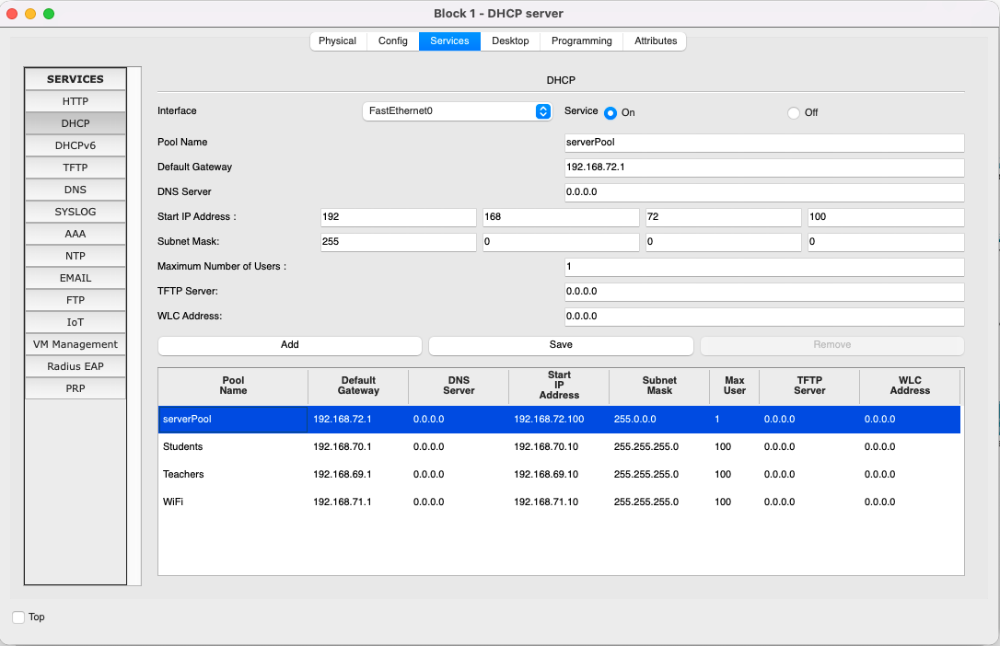 Block 1 - DHCP server
Physical Config Services Desktop Programming Attributes
SERVICES
HTTP
DHCP
DHCPv6
TFTP
DNS
SYSLOG
AAA
NTP
EMAIL
FTP
IoT
VM Management
Radius EAP
PRP
DHCP
Interface FastEthernet0 Service On Off
Pool Name serverPool
Default Gateway 192.168.72.1
DNS Server 0.0.0.0
Start IP Address : 192 168 72 100
Subnet Mask: 255 0 0 0
Maximum Number of Users : 1
TFTP Server: 0.0.0.0
WLC Address: 0.0.0.0
Add Save Remove
Pool Name Default Gateway DNS Server Start IP Address Subnet Mask Max User TFTP Server WLC Address
serverPool 192.168.72.1 0.0.0.0 192.168.72.100 255.0.0.0 1 0.0.0.0 0.0.0.0
Students 192.168.70.1 0.0.0.0 192.168.70.10 255.255.255.0 100 0.0.0.0 0.0.0.0
Teachers 192.168.69.1 0.0.0.0 192.168.69.10 255.255.255.0 100 0.0.0.0 0.0.0.0
WiFi 192.168.71.1 0.0.0.0 192.168.71.10 255.255.255.0 100 0.0.0.0 0.0.0.0
Top